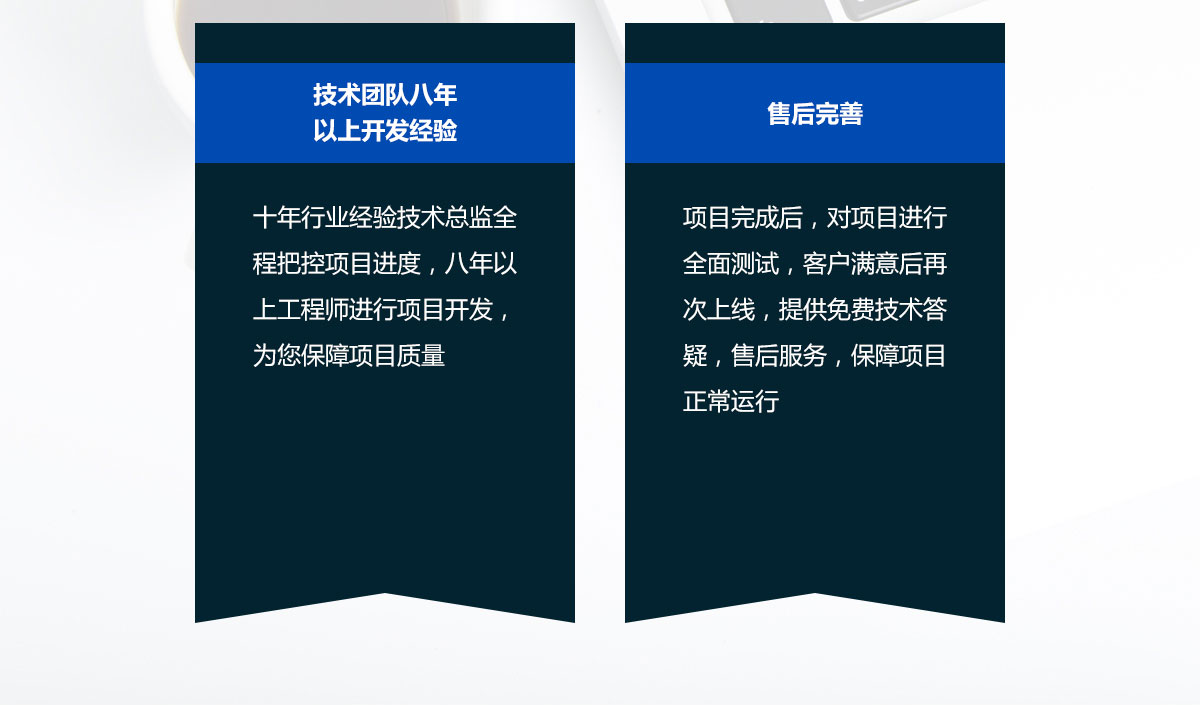 技术团队八年
以上开发经验
十年行业经验技术总监全
程把控项目进度，八年以
上工程师进行项目开发，
为您保障项目质量
售后完善
项目完成后，对项目进行
全面测试，客户满意后再
次上线，提供免费技术答
疑，售后服务，保障项目
正常运行